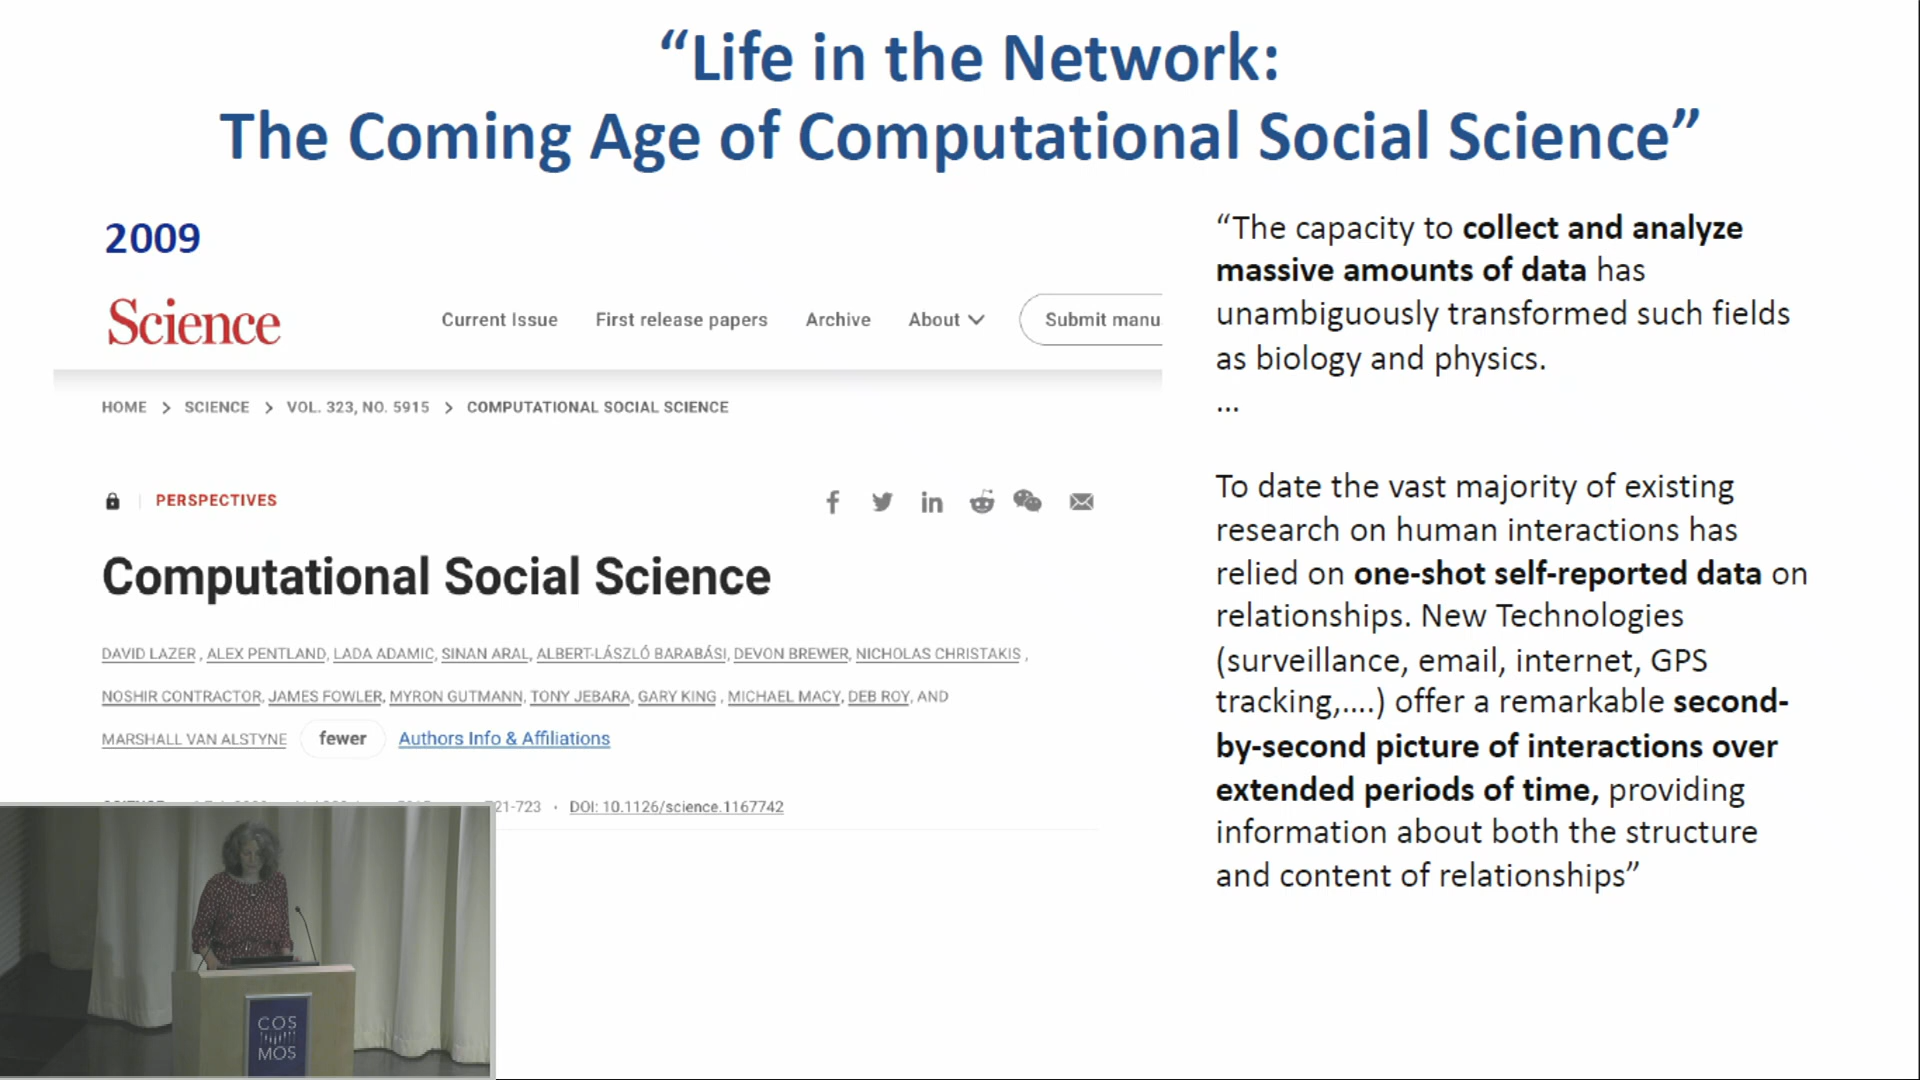 “Life in the Network:
The Coming Age of Computational Social Science”
2009
Science
Current Issue
First release papers
Archive
About
Submit manu
HOME > SCIENCE > VOL. 323, NO. 5915 > COMPUTATIONAL SOCIAL SCIENCE
PERSPECTIVES
Computational Social Science
DAVID LAZER, ALEX PENTLAND, LADA ADAMIC, SINAN ARAL, ALBERT-LÁSZLÓ BARABÁSI, DEVON BREWER, NICHOLAS CHRISTAKIS,
NOSHIR CONTRACTOR, JAMES FOWLER, MYRON GUTMANN, TONY JEBARA, GARY KING, MICHAEL MACY, DEB ROY, AND
MARSHALL VAN ALSTYNE fewer Authors Info & Affiliations
21-723 · DOI: 10.1126/science.1167742
“The capacity to collect and analyze
massive amounts of data has
unambiguously transformed such fields
as biology and physics.
...
To date the vast majority of existing
research on human interactions has
relied on one-shot self-reported data on
relationships. New Technologies
(surveillance, email, internet, GPS
tracking,....) offer a remarkable second-
by-second picture of interactions over
extended periods of time, providing
information about both the structure
and content of relationships”
COS
MOS